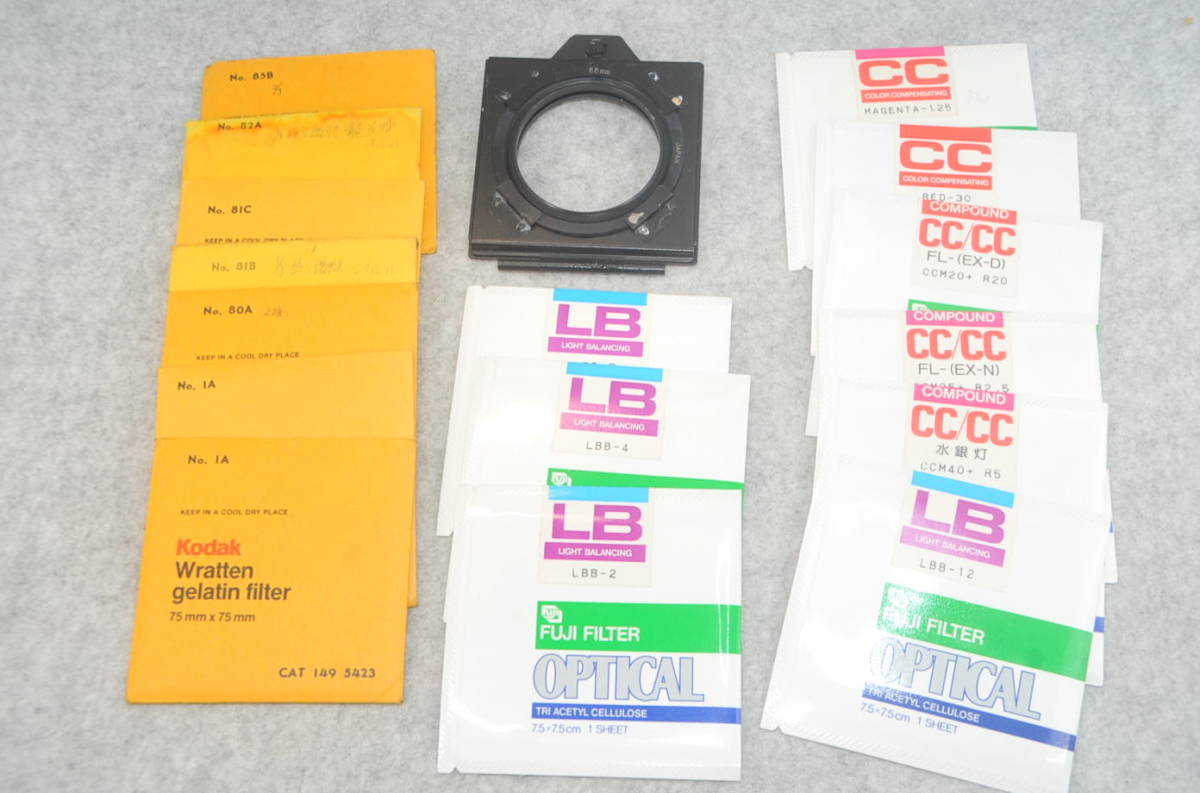 No. 85B
No. 82A
No. 81C
KEEP IN A COOL DRY PLACE
No. 81B
No. 80A
KEEP IN A COOL DRY PLACE
No. 1A
No. 1A
KEEP IN A COOL DRY PLACE
Kodak
Wratten
gelatin filter
75 mm x 75 mm
CAT 149 5423
JAPAN
LB
LIGHT BALANCING
LB
LIGHT BALANCING
LBB-4
LB
LIGHT BALANCING
LBB-2
FUJI FILTER
OPTICAL
TRI ACETYL CELLULOSE
7.5×7.5cm 1 SHEET
CC
COLOR COMPENSATING
MAGENTA-1.25
CC
COLOR COMPENSATING
RED-30
COMPOUND
CC/CC
FL-(EX-D)
CCM20+ R20
COMPOUND
CC/CC
FL-(EX-N)
R2.5
COMPOUND
CC/CC
水銀灯
CCM40+ R5
LB
LIGHT BALANCING
LBB-12
FUJI FILTER
OPTICAL
TRI ACETYL CELLULOSE
7.5×7.5cm 1 SHEET